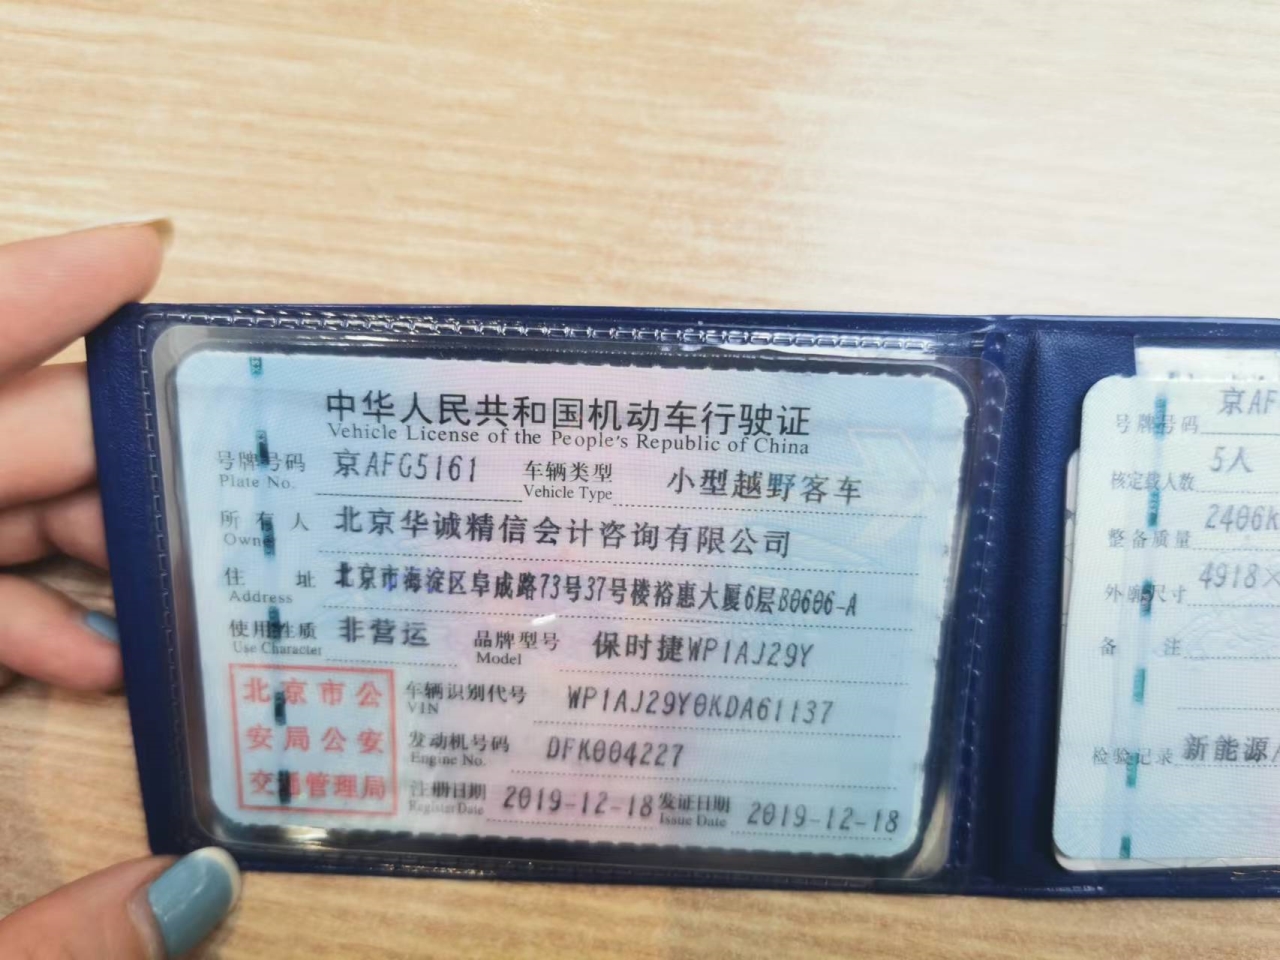 中华人民共和国机动车行驶证
Vehicle License of the People's Republic of China
号牌号码 京AFG5161 车辆类型 小型越野客车
Plate No. Vehicle Type
所有人 北京华诚精信会计咨询有限公司
Owner
住址 北京市海淀区阜成路73号37号楼裕惠大厦6层B0606-A
Address
使用性质 非营运 品牌型号 保时捷WP1AJ29Y
Use Character Model
北京市公
安局公安
交通管理局
车辆识别代号 WP1AJ29Y0KDA61137
VIN
发动机号码 DFK004227
Engine No.
注册日期 2019-12-18 发证日期 2019-12-18
Register Date Issue Date
号牌号码 京AF
核定载人数 5人
整备质量 2406K
外廓尺寸 4918×
备注
检验记录 新能源